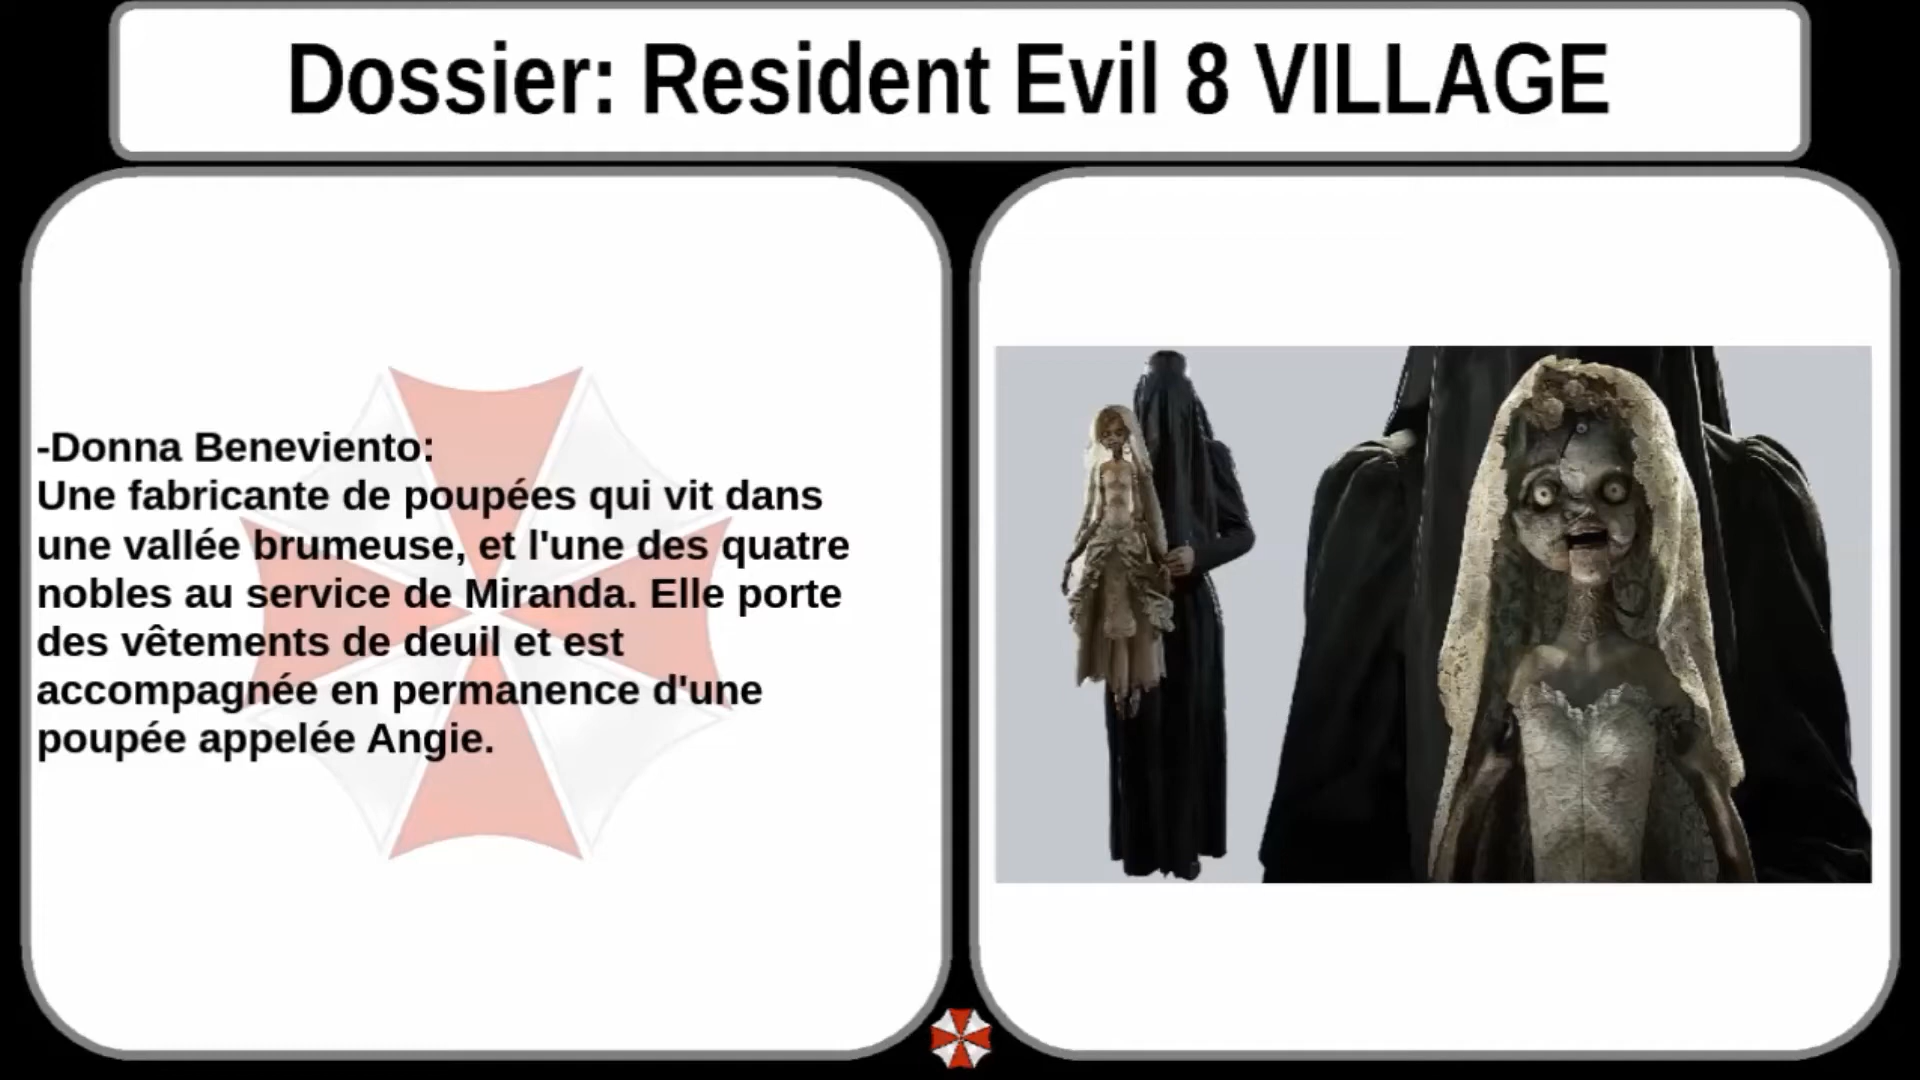 Dossier: Resident Evil 8 VILLAGE
-Donna Beneviento:
Une fabricante de poupées qui vit dans
une vallée brumeuse, et l'une des quatre
nobles au service de Miranda. Elle porte
des vêtements de deuil et est
accompagnée en permanence d'une
poupée appelée Angie.